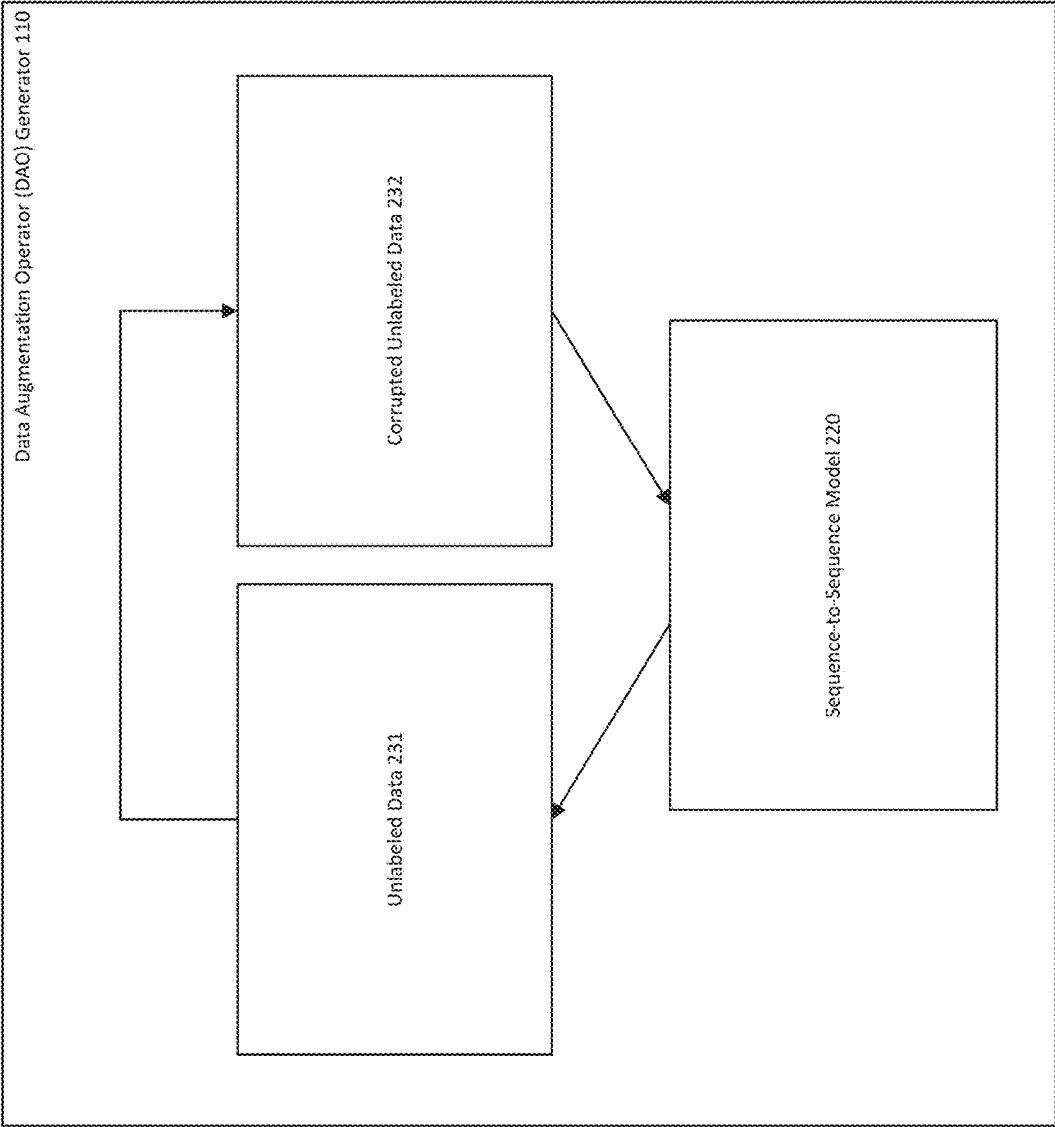 Data Augmentation Operator (DAO) Generator 110
Unlabeled Data 231
Corrupted Unlabeled Data 232
Sequence-to-Sequence Model 220